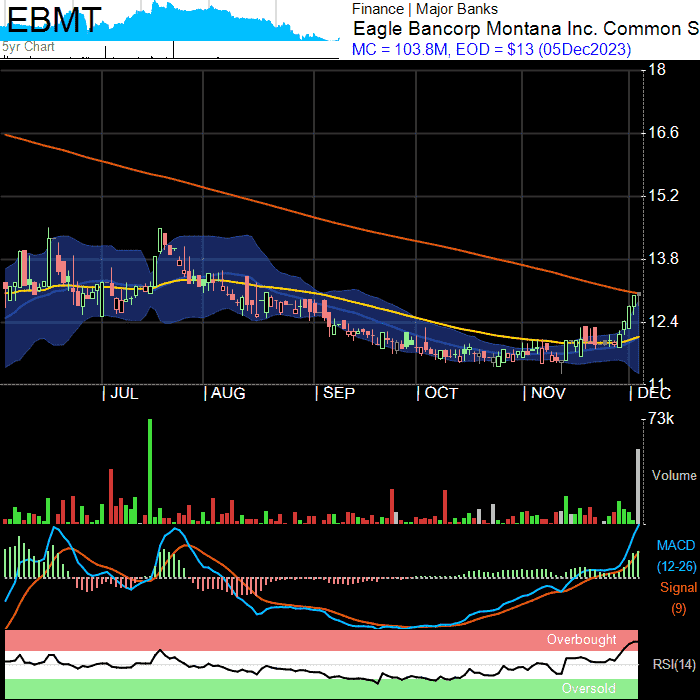 EBMT
5yr Chart
Finance | Major Banks
Eagle Bancorp Montana Inc. Common S
MC = 103.8M, EOD = $13 (05Dec2023)
18
16.6
15.2
13.8
12.4
11
JUL AUG SEP OCT NOV DEC
73k
Volume
MACD
(12-26)
Signal
(9)
Overbought
RSI(14)
Oversold